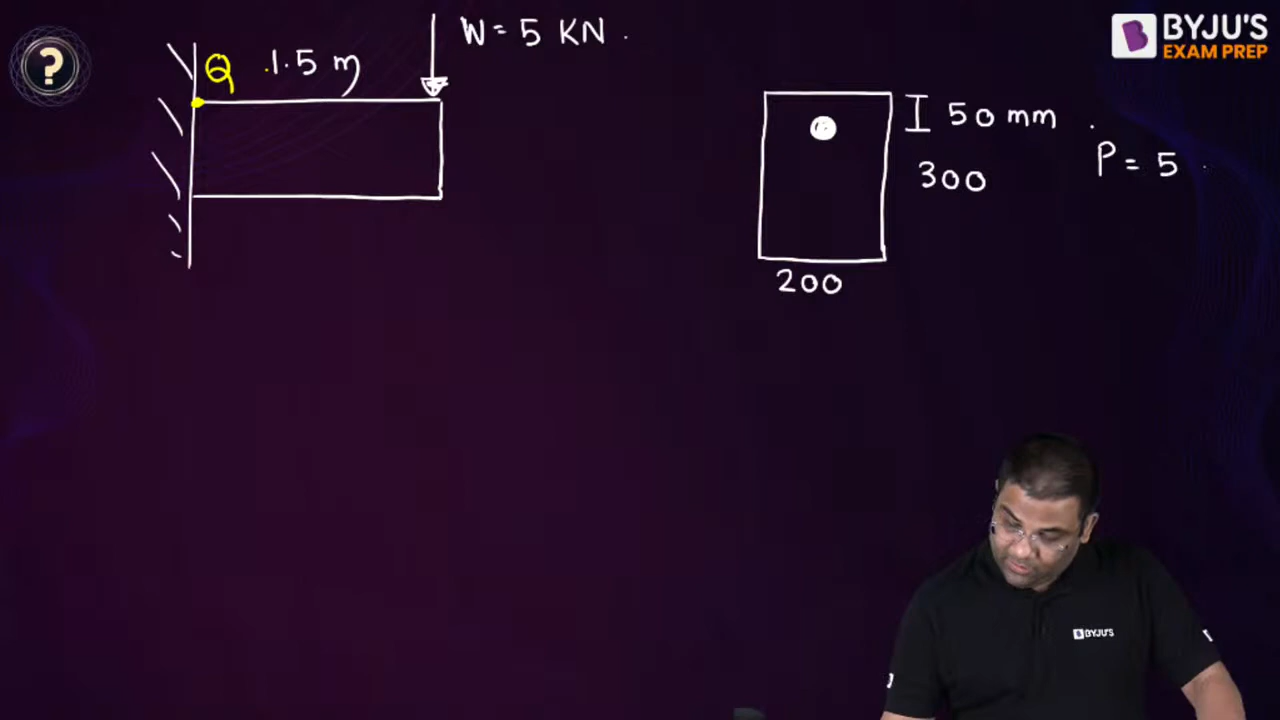 ?
Q 1.5 m
W = 5 KN.
BYJU'S
EXAM PREP
50 mm
300
P = 5
200
BYJU'S